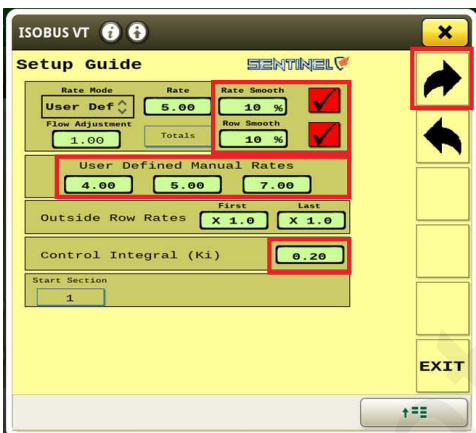 ISOBUS VT
Setup Guide SENTINEL
Rate Mode Rate Rate Smooth
User Def 5.00 10 %
Flow Adjustment Totals Row Smooth
1.00 10 %
User Defined Manual Rates
4.00 5.00 7.00
First Last
Outside Row Rates X 1.0 X 1.0
Control Integral (Ki) 0.20
Start Section
1
EXIT